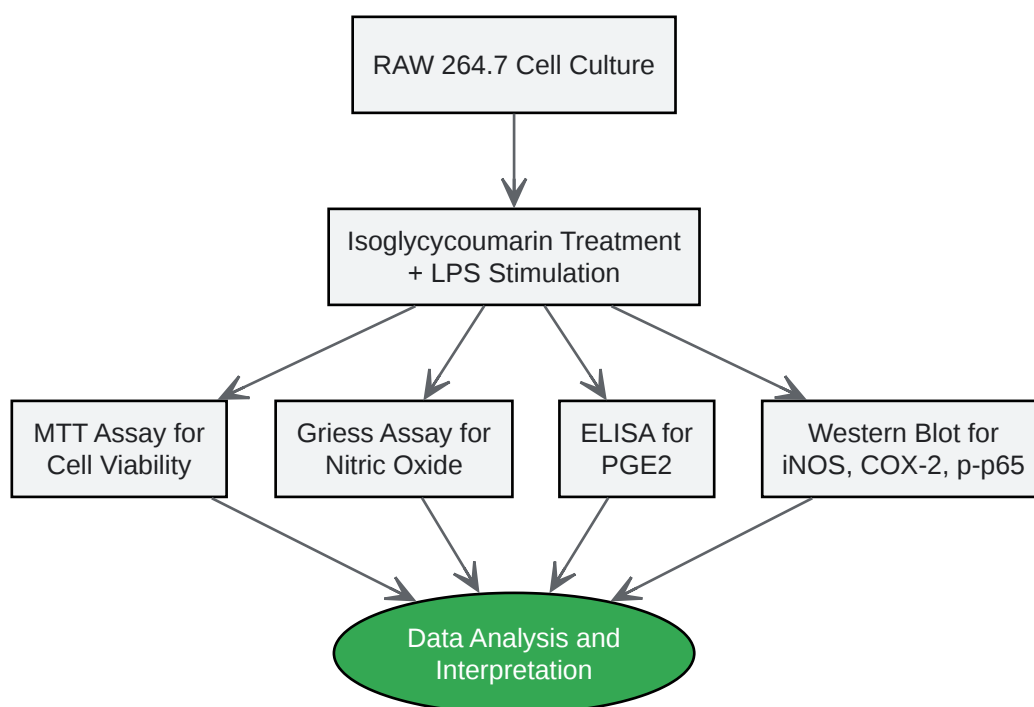 RAW 264.7 Cell Culture
Isoglycycoumarin Treatment
+ LPS Stimulation
MTT Assay for
Cell Viability
Griess Assay for
Nitric Oxide
ELISA for
PGE2
Western Blot for
iNOS, COX-2, p-p65
Data Analysis and
Interpretation